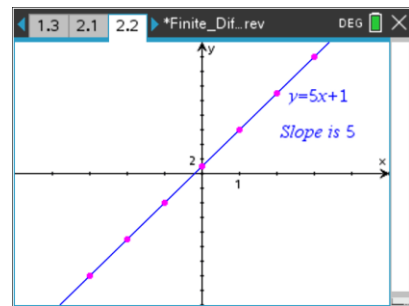 1.3 2.1 2.2 *Finite_Dif...rev DEG
y
y=5x+1
Slope is 5
2
x
1